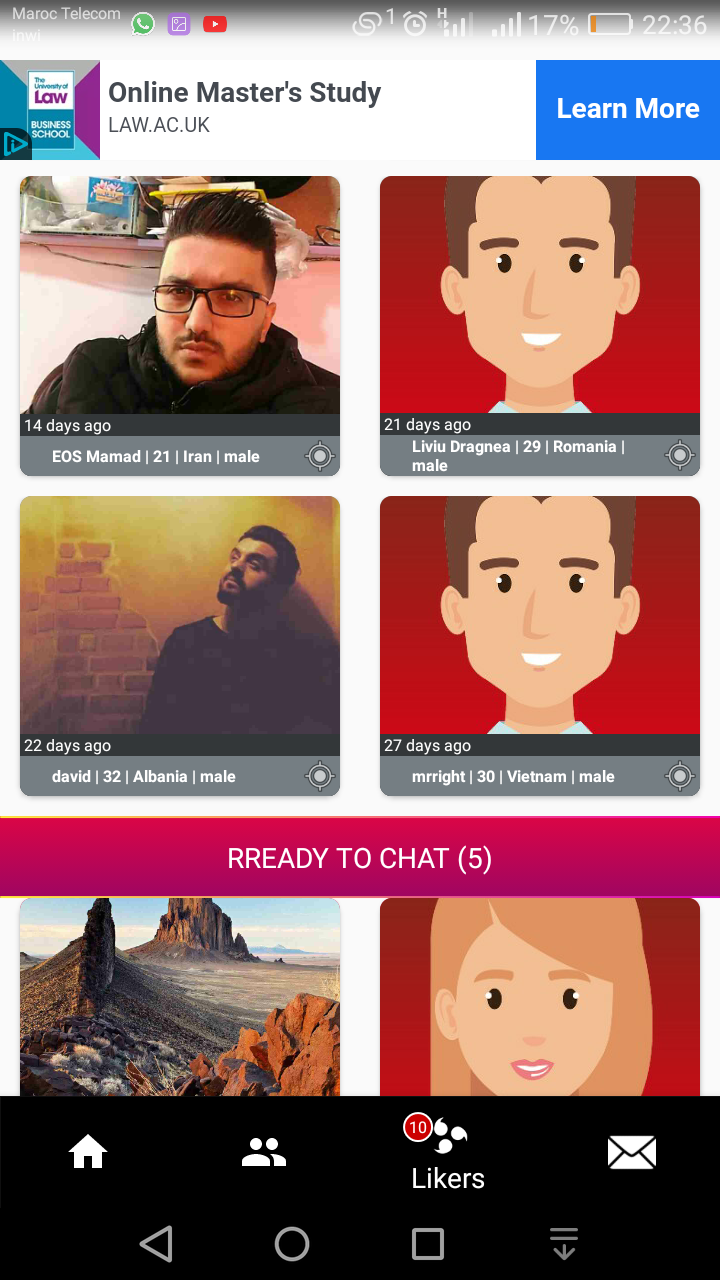 Maroc Telecom
inwi
1
H
17%
22:36
The
University of
Law
BUSINESS
SCHOOL
Online Master's Study
LAW.AC.UK
Learn More
14 days ago
EOS Mamad | 21 | Iran | male
21 days ago
Liviu Dragnea | 29 | Romania |
male
22 days ago
david | 32 | Albania | male
27 days ago
mrright | 30 | Vietnam | male
RREADY TO CHAT (5)
10
Likers